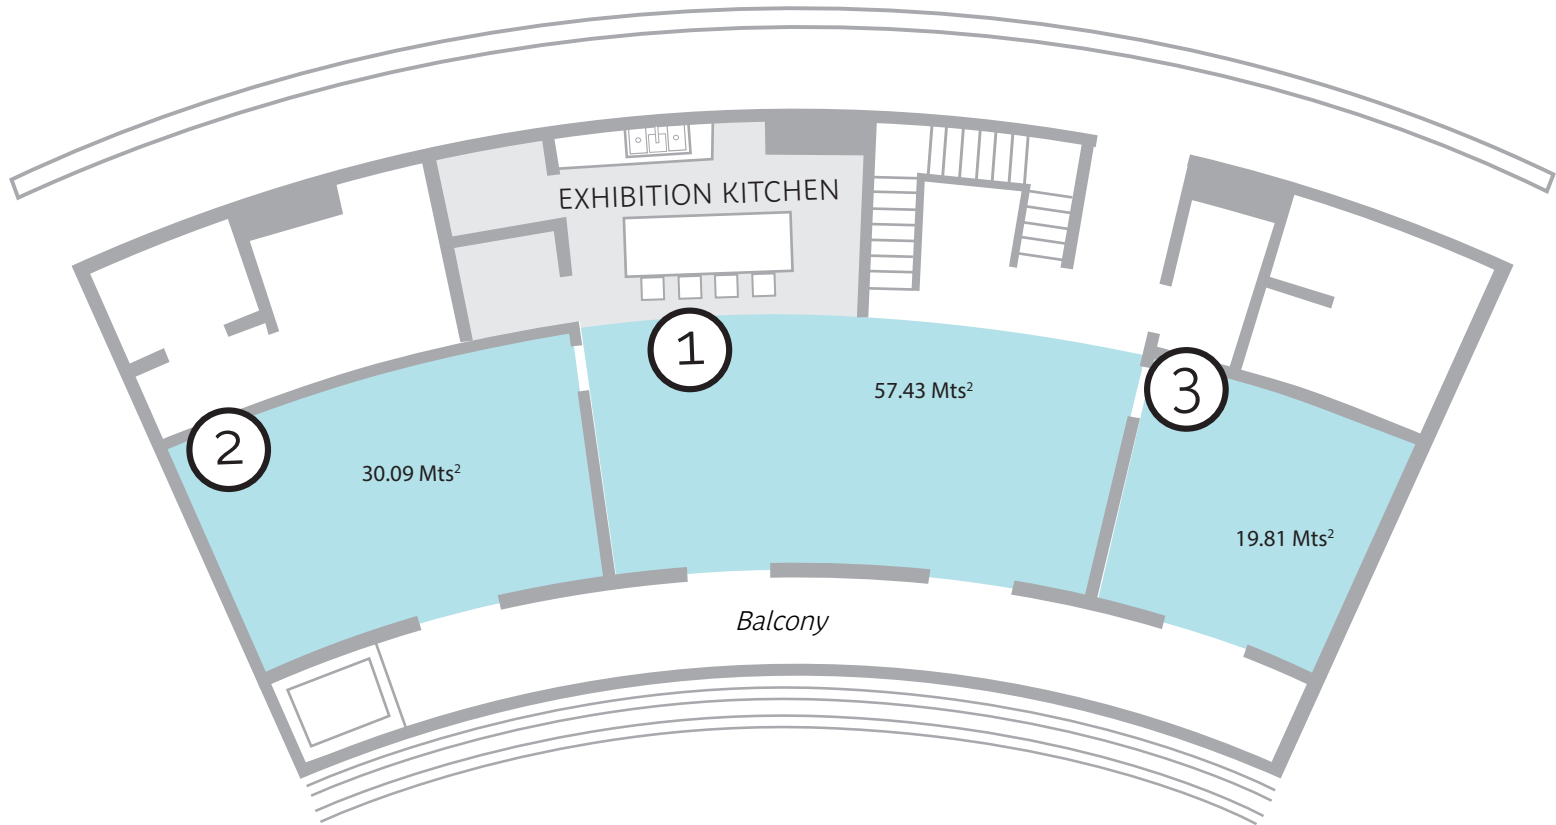 EXHIBITION KITCHEN
1
57.43 Mts²
3
2
30.09 Mts²
19.81 Mts²
Balcony